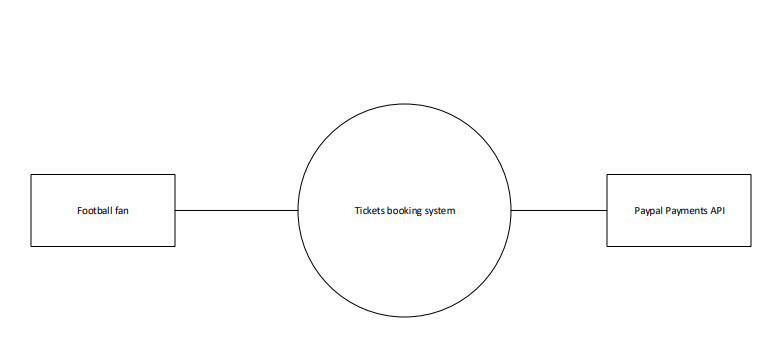 Football fan
Tickets booking system
Paypal Payments API